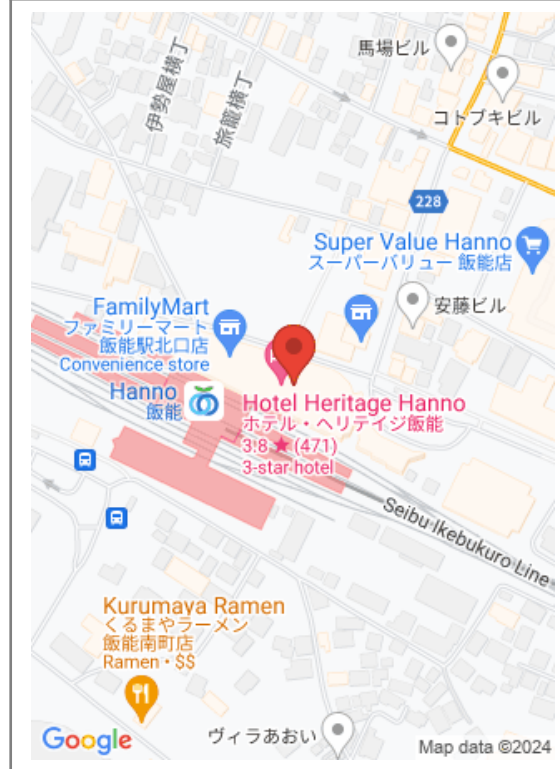 馬場ビル
コトブキビル
伊勢屋横丁
旅籠横丁
228
Super Value Hanno
スーパーバリュー 飯能店
安藤ビル
FamilyMart
ファミリーマート
飯能駅北口店
Convenience store
Hanno
飯能
Hotel Heritage Hanno
ホテル・ヘリテイジ飯能
3.8 ★ (471)
3-star hotel
Seibu Ikebukuro Line
Kurumaya Ramen
くるまやラーメン
飯能南町店
Ramen • $$
ヴィラあおい
Google
Map data ©2024